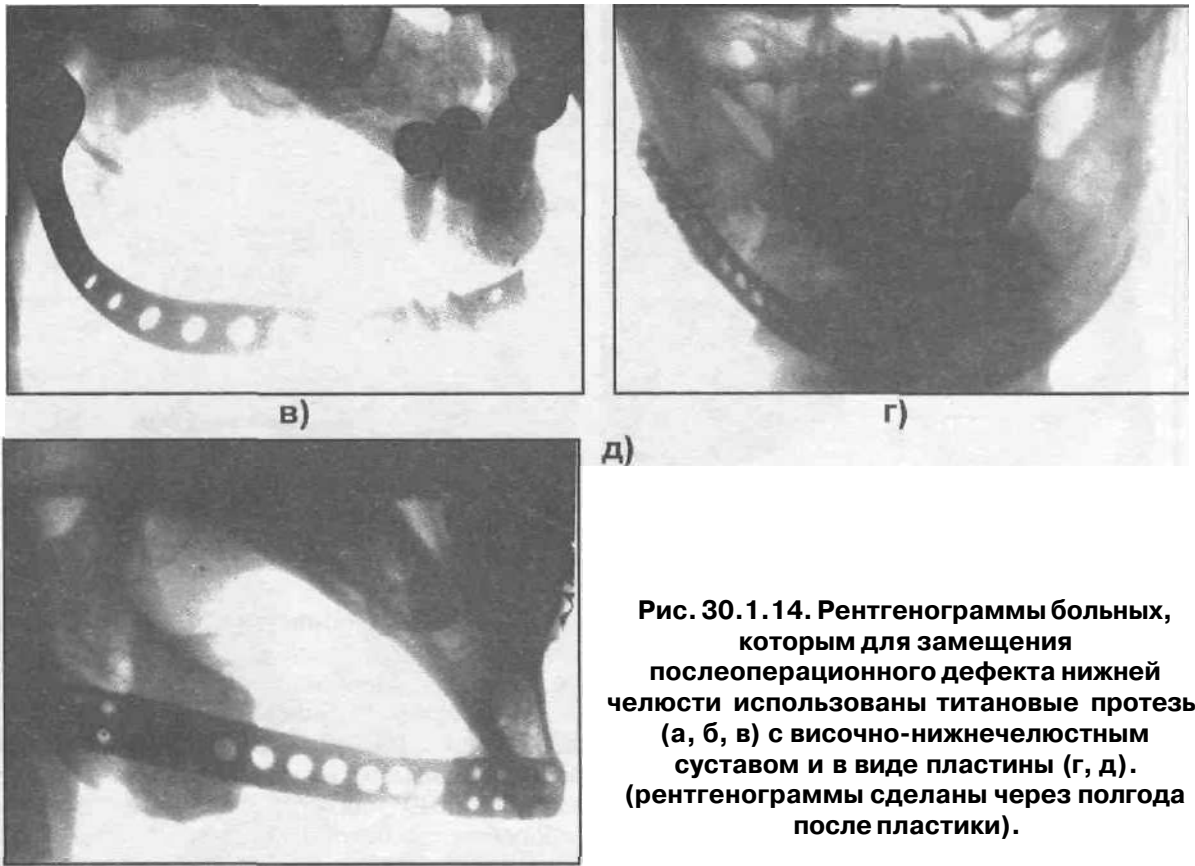 в)
г)
д)
Рис. 30.1.14. Рентгенограммы больных,
которым для замещения
послеоперационного дефекта нижней
челюсти использованы титановые протезы
(а, б, в) с височно-нижнечелюстным
суставом и в виде пластины (г, д).
(рентгенограммы сделаны через полгода
после пластики).